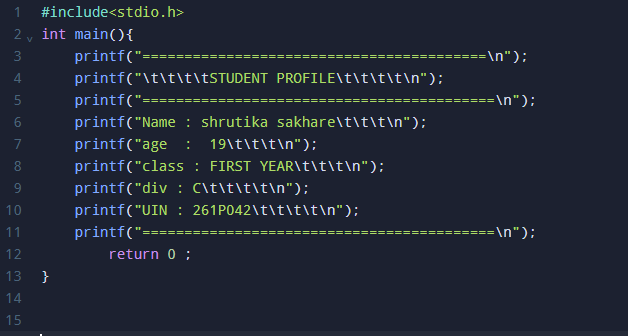 1 #include<stdio.h>
2 int main(){
3     printf("=========================================\n");
4     printf("\t\t\t\tSTUDENT PROFILE\t\t\t\t\n");
5     printf("==========================================\n");
6     printf("Name : shrutika sakhare\t\t\t\n");
7     printf("age  :  19\t\t\t\n");
8     printf("class : FIRST YEAR\t\t\t\n");
9     printf("div : C\t\t\t\t\n");
10     printf("UIN : 261P042\t\t\t\t\n");
11     printf("==========================================\n");
12         return 0 ;
13 }
14
15